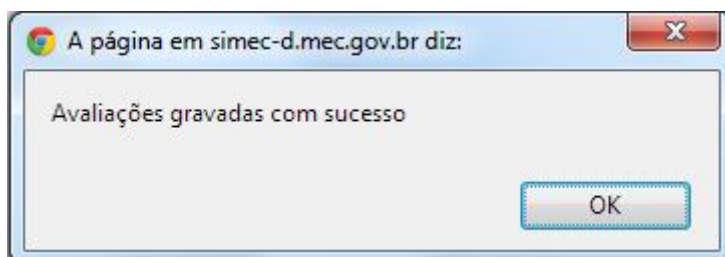 A página em simec-d.mec.gov.br diz:
Avaliações gravadas com sucesso
OK